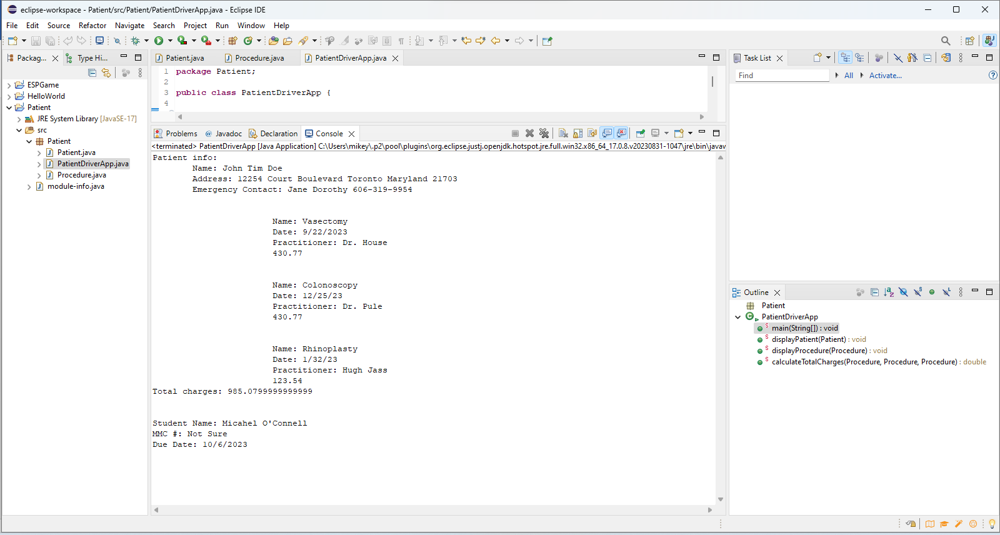 eclipse-workspace - Patient/src/Patient/PatientDriverApp.java - Eclipse IDE
File Edit Source Refactor Navigate Search Project Run Window Help
Packag... Type Hi...
ESPGame
HelloWorld
Patient
JRE System Library [JavaSE-17]
src
Patient
Patient.java
PatientDriverApp.java
Procedure.java
module-info.java
Patient.java Procedure.java PatientDriverApp.java
1 package Patient;
2
3 public class PatientDriverApp {
4
Problems @ Javadoc Declaration Console
<terminated> PatientDriverApp [Java Application] C:\Users\mikey\.p2\pool\plugins\org.eclipse.justj.openjdk.hotspot.jre.full.win32.x86_64_17.0.8.v20230831-1047\jre\bin\javaw
Patient info:
Name: John Tim Doe
Address: 12254 Court Boulevard Toronto Maryland 21703
Emergency Contact: Jane Dorothy 606-319-9954
Name: Vasectomy
Date: 9/22/2023
Practitioner: Dr. House
430.77
Name: Colonoscopy
Date: 12/25/23
Practitioner: Dr. Pule
430.77
Name: Rhinoplasty
Date: 1/32/23
Practitioner: Hugh Jass
123.54
Total charges: 985.0799999999999
Student Name: Micahel O'Connell
MMC #: Not Sure
Due Date: 10/6/2023
Task List
Find All Activate...
Outline
Patient
PatientDriverApp
main(String[]) : void
displayPatient(Patient) : void
displayProcedure(Procedure) : void
calculateTotalCharges(Procedure, Procedure, Procedure) : double